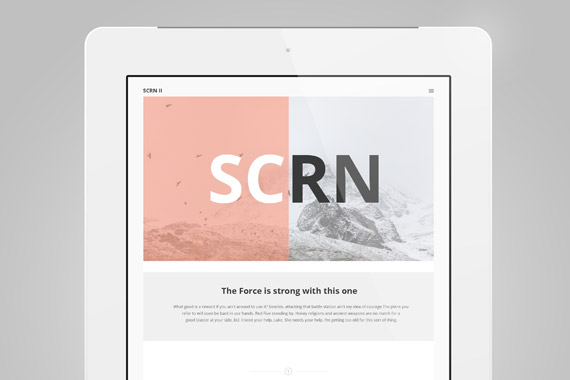 SCRN II
SCRN
The Force is strong with this one
What good is a reward if you ain't around to use it? Besides, attacking that battle station ain't my idea of courage. The plans you
refer to will soon be back in our hands. Red Five standing by. Hokey religions and ancient weapons are no match for a
good blaster at your side, kid. I need your help, Luke. She needs your help. I'm getting too old for this sort of thing.